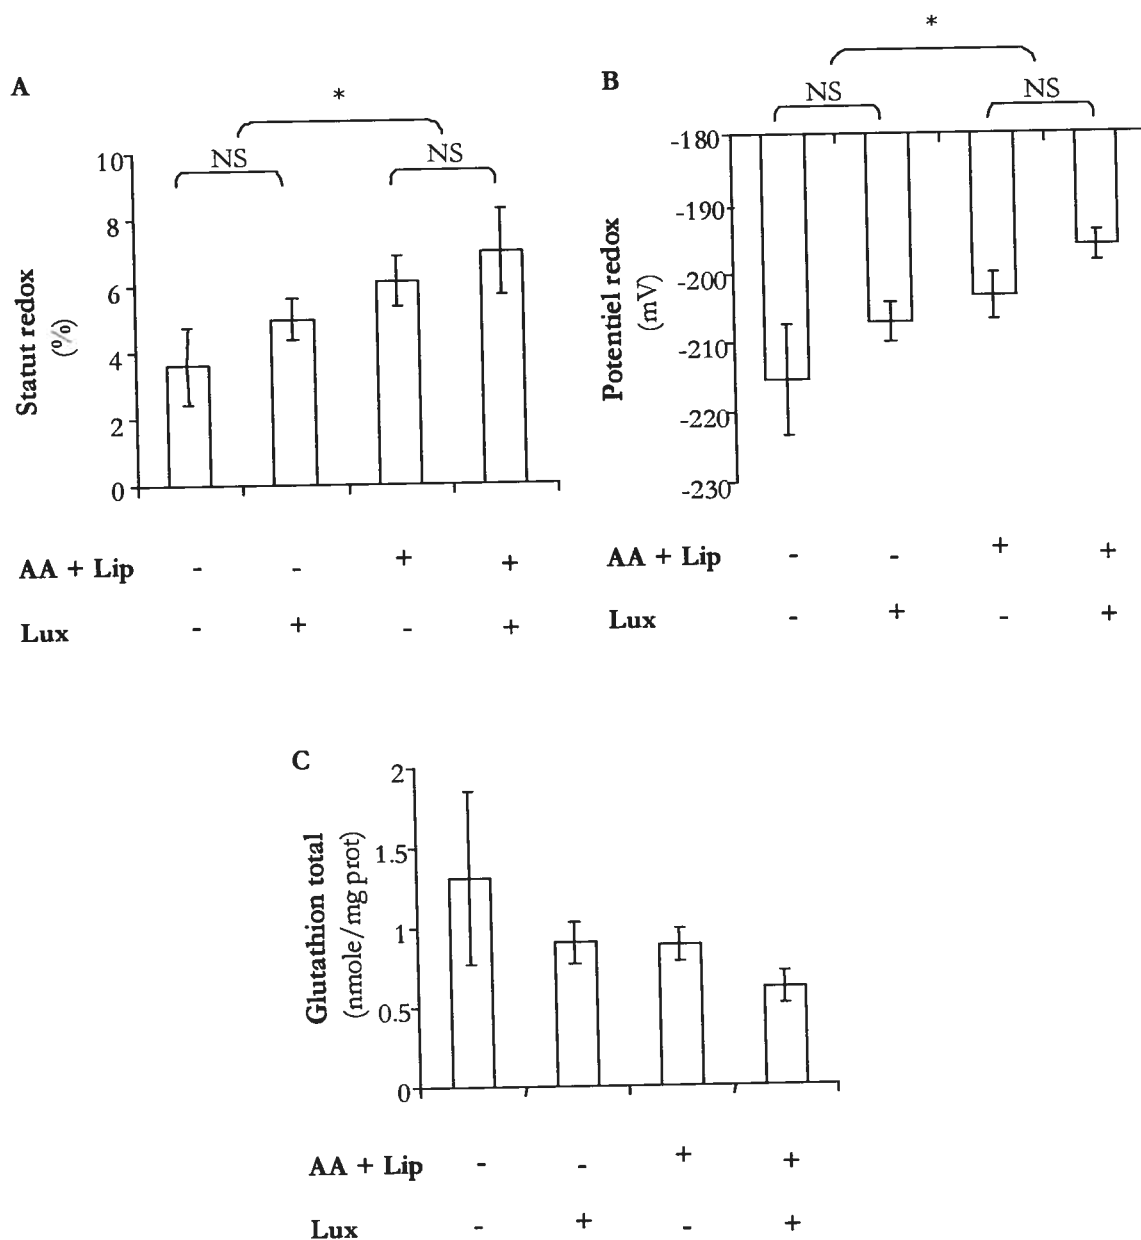 A
*
NS
NS
10
8
6
4
2
0
Statut redox
(%)
AA + Lip - - + +
Lux - + - +
B
*
NS
NS
-180
-190
-200
-210
-220
-230
Potentiel redox
(mV)
AA + Lip - - + +
Lux - + - +
C
2
1.5
1
0.5
0
Glutathion total
(nmole/mg prot)
AA + Lip - - + +
Lux - + - +